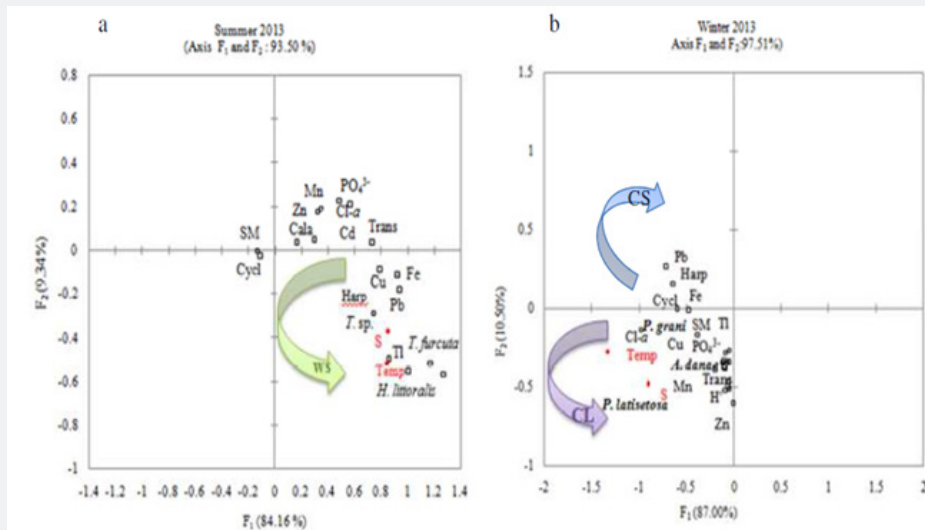 a
Summer 2013
(Axis F₁ and F₂ : 93.50 %)
0.8
0.6
0.4
0.2
0
-0.2
-0.4
-0.6
-0.8
-1
F₂ (9.34 %)
Mn
PO₄³⁻
Zn
Cl-a
SM
Cala
Cd
Trans
Cycl
Cu
Fe
Harp
Pb
T. sp.
S
T. furcuta
Tl
WS
Temp
H. littoralis
-1.4 -1.2 -1 -0.8 -0.6 -0.4 -0.2 0 0.2 0.4 0.6 0.8 1 1.2 1.4
F₁ (84.16 %)
b
Winter 2013
Axis F₁ and F₂:97.51%)
1.5
1
0.5
0
-0.5
-1
F₂ (10.50 %)
CS
Pb
Harp
Cycl
Fe
P. grani
SM
Tl
Cl-a
Cu
PO₄³⁻
Temp
A. danae
Mn
Trans
S
H
P. latisetosa
CL
Zn
-2 -1.5 -1 -0.5 0 0.5 1 1.5 2
F₁ (87.00%)